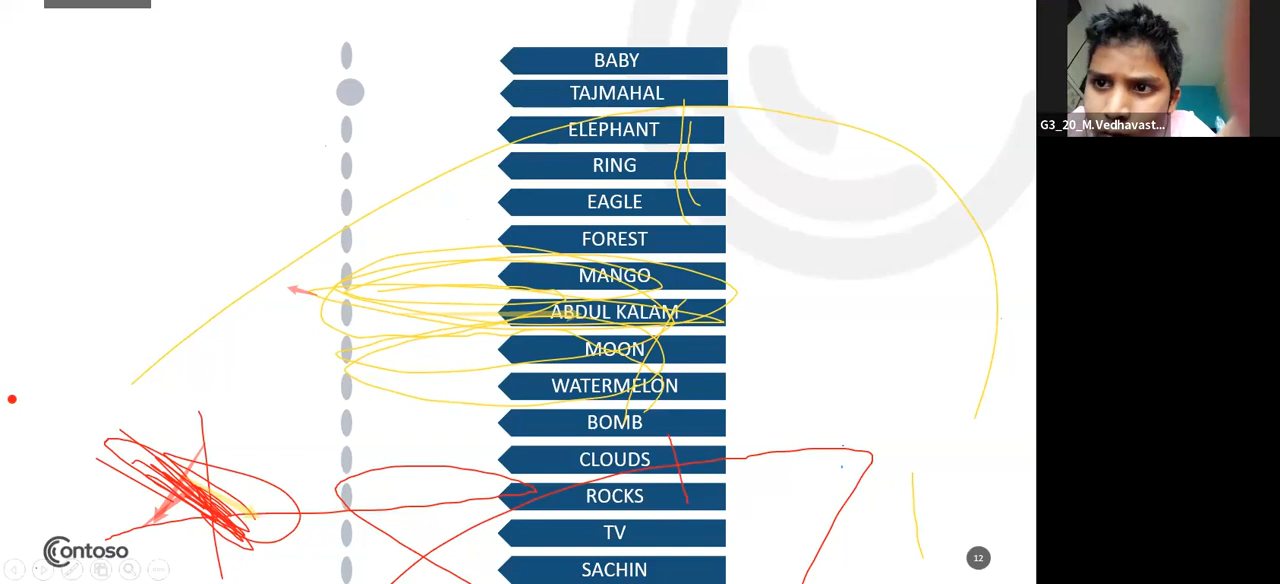 BABY
TAJMAHAL
ELEPHANT
RING
EAGLE
FOREST
MANGO
ABDUL KALAM
MOON
WATERMELON
BOMB
CLOUDS
ROCKS
TV
SACHIN
G3_20_M.Vedhavast...
Contoso
12